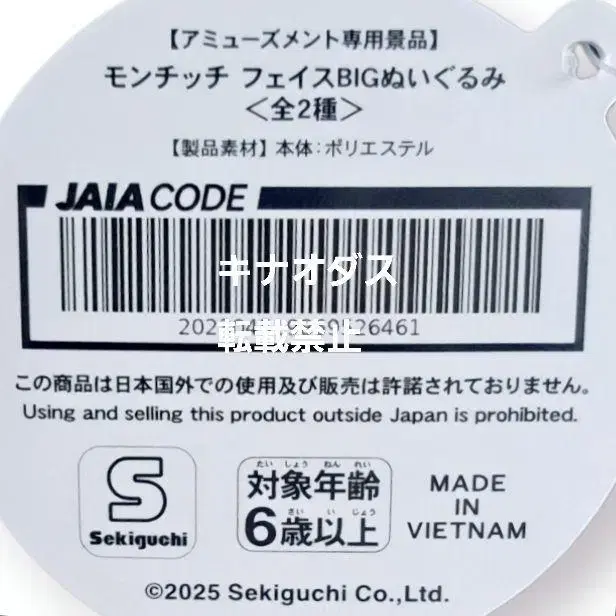 【アミューズメント専用景品】
モンチッチ フェイスBIGぬいぐるみ
＜全2種＞
【製品素材】本体：ポリエステル
JAIA CODE
キナオダス
転載禁止
この商品は日本国外での使用及び販売は許諾されておりません。
Using and selling this product outside Japan is prohibited.
S
Sekiguchi
たい しょう ねん れい
対象年齢
さい い じょう
6歳以上
MADE
IN
VIETNAM
©2025 Sekiguchi Co.,Ltd.